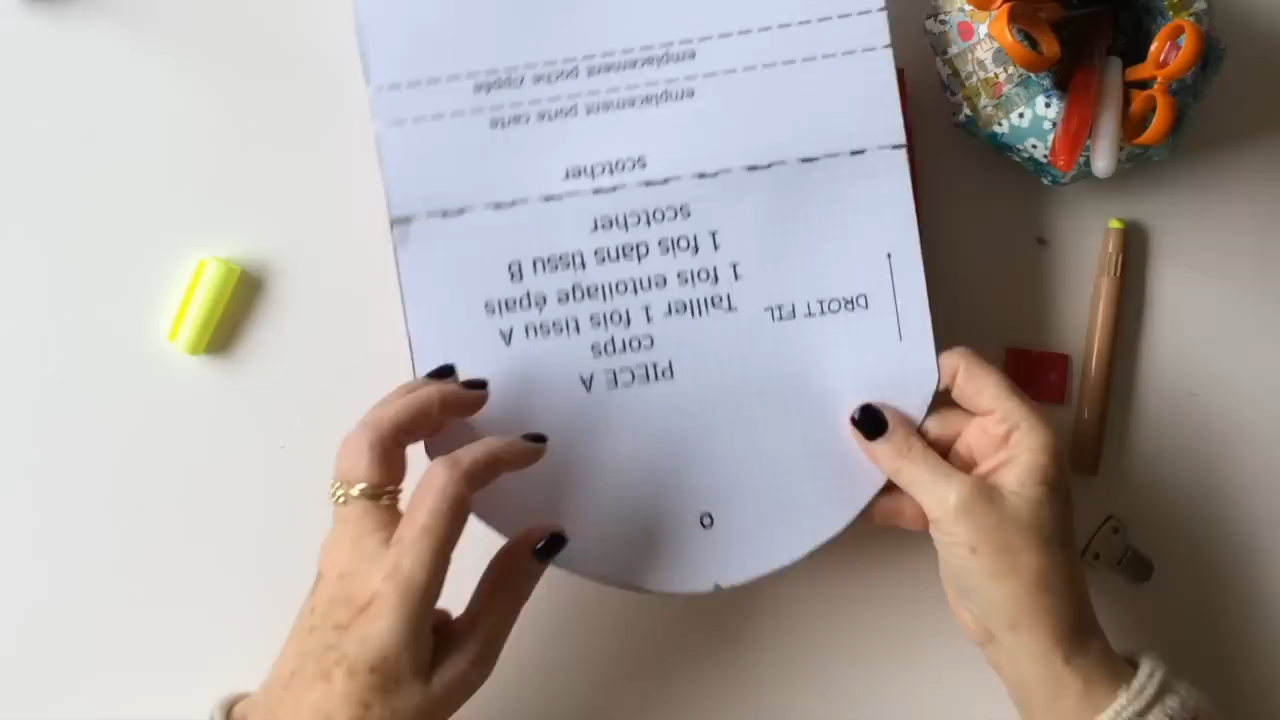 PIECE A
corps
Tailler 1 fois tissu A
1 fois entoilage épais
1 fois dans tissu B
scotcher
DROIT FIL
scotcher
emplacement porte carte
emplacement poche zippée